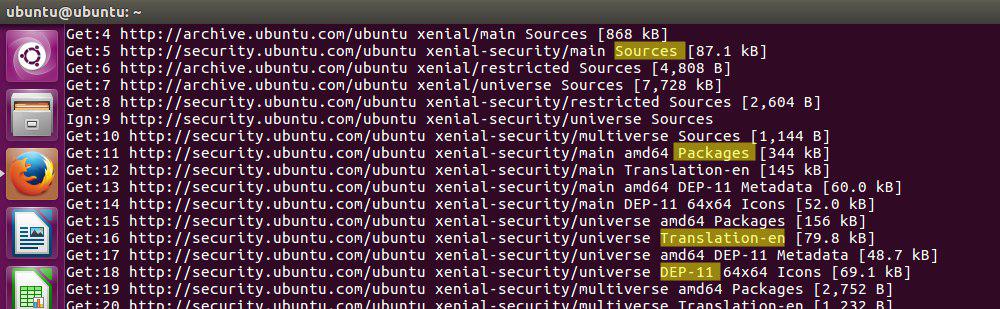 ubuntu@ubuntu: ~
Get:4 http://archive.ubuntu.com/ubuntu xenial/main Sources [868 kB]
Get:5 http://security.ubuntu.com/ubuntu xenial-security/main Sources [87.1 kB]
Get:6 http://archive.ubuntu.com/ubuntu xenial/restricted Sources [4,808 B]
Get:7 http://archive.ubuntu.com/ubuntu xenial/universe Sources [7,728 kB]
Get:8 http://security.ubuntu.com/ubuntu xenial-security/restricted Sources [2,604 B]
Ign:9 http://security.ubuntu.com/ubuntu xenial-security/universe Sources
Get:10 http://security.ubuntu.com/ubuntu xenial-security/multiverse Sources [1,144 B]
Get:11 http://security.ubuntu.com/ubuntu xenial-security/main amd64 Packages [344 kB]
Get:12 http://security.ubuntu.com/ubuntu xenial-security/main Translation-en [145 kB]
Get:13 http://security.ubuntu.com/ubuntu xenial-security/main amd64 DEP-11 Metadata [60.0 kB]
Get:14 http://security.ubuntu.com/ubuntu xenial-security/main DEP-11 64x64 Icons [52.0 kB]
Get:15 http://security.ubuntu.com/ubuntu xenial-security/universe amd64 Packages [156 kB]
Get:16 http://security.ubuntu.com/ubuntu xenial-security/universe Translation-en [79.8 kB]
Get:17 http://security.ubuntu.com/ubuntu xenial-security/universe amd64 DEP-11 Metadata [48.7 kB]
Get:18 http://security.ubuntu.com/ubuntu xenial-security/universe DEP-11 64x64 Icons [69.1 kB]
Get:19 http://security.ubuntu.com/ubuntu xenial-security/multiverse amd64 Packages [2,752 B]
Get:20 http://security.ubuntu.com/ubuntu xenial-security/multiverse Translation-en [1,232 B]